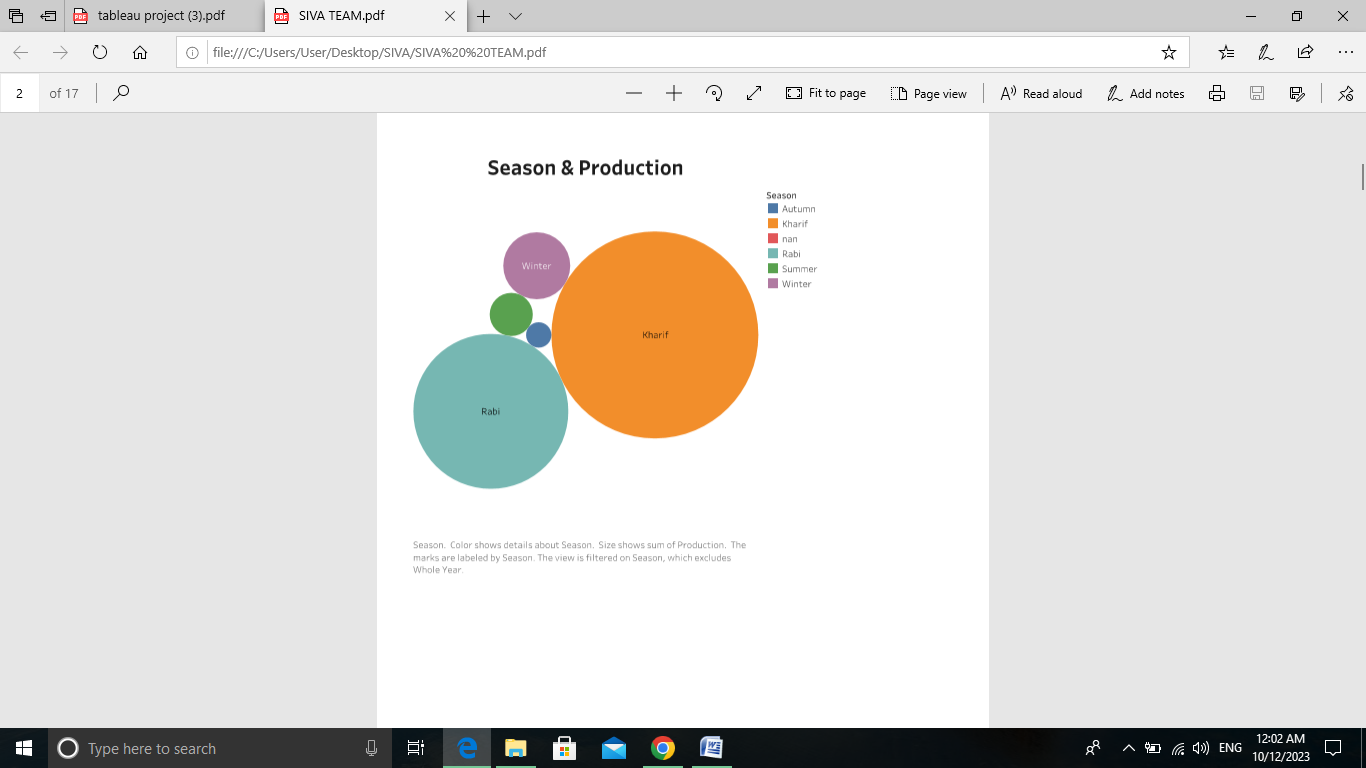 tableau project (3).pdf
SIVA TEAM.pdf
file:///C:/Users/User/Desktop/SIVA/SIVA%20%20TEAM.pdf
2 of 17
Fit to page
Page view
Read aloud
Add notes
Season & Production
Season
Autumn
Kharif
nan
Rabi
Summer
Winter
Winter
Kharif
Rabi
Season. Color shows details about Season. Size shows sum of Production. The
marks are labeled by Season. The view is filtered on Season, which excludes
Whole Year.
Type here to search
ENG
12:02 AM
10/12/2023